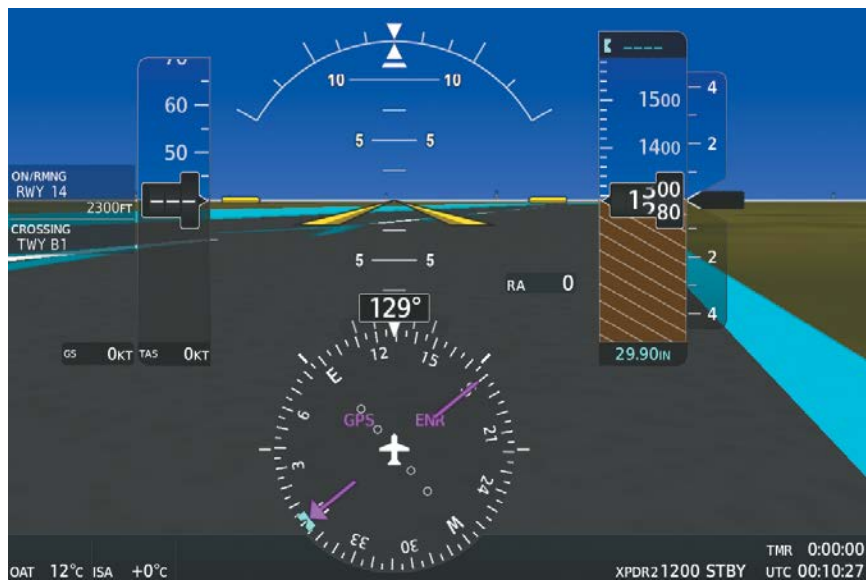 70
60
50
10 10
5 5
5 5
1500
1400
4
2
2
4
ON/RMNG
RWY 14
2300FT
CROSSING
TWY B1
RA 0
129°
GS 0KT TAS 0KT
29.90IN
12
15
21
24
W
30
33
3
9
E
GPS ENR
OAT 12°C ISA +0°C
XPDR2 1200 STBY
TMR 0:00:00
UTC 00:10:27